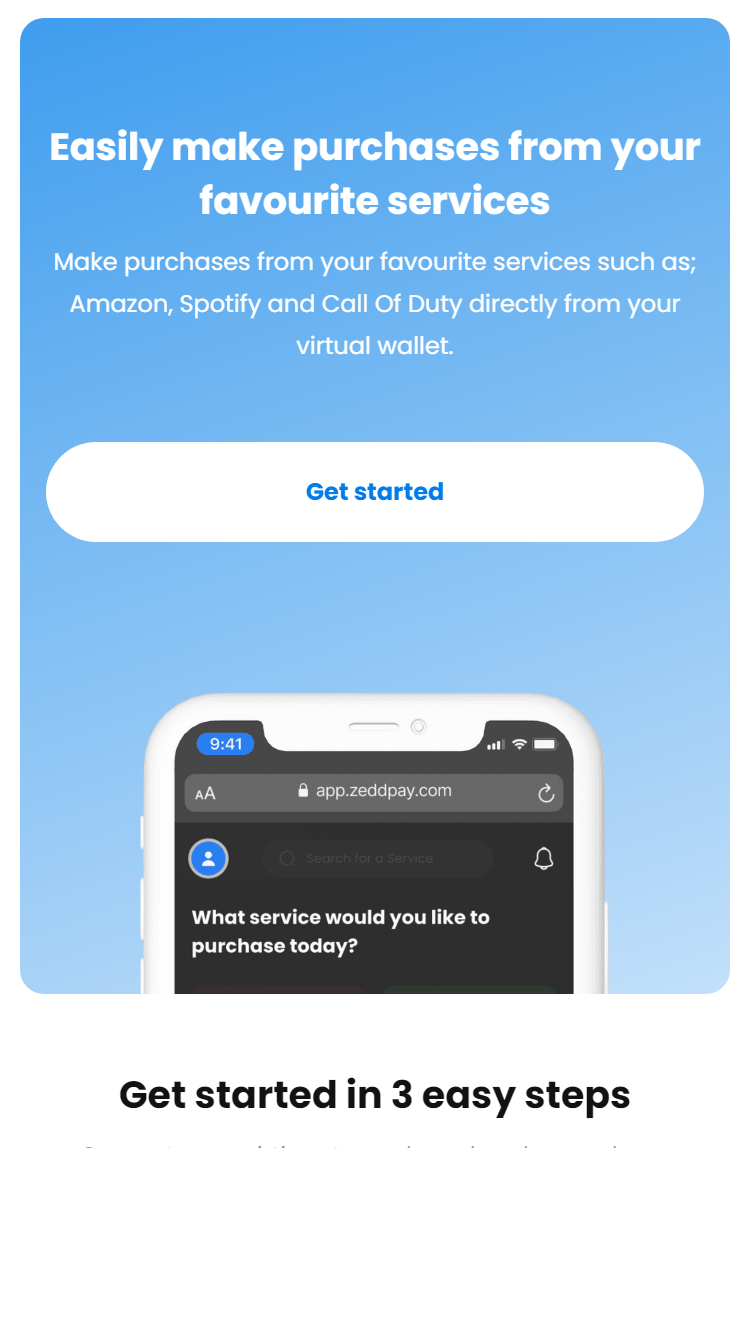 Easily make purchases from your
favourite services
Make purchases from your favourite services such as;
Amazon, Spotify and Call Of Duty directly from your
virtual wallet.
Get started
9:41
AA app.zeddpay.com
Search for a Service
What service would you like to
purchase today?
Get started in 3 easy steps